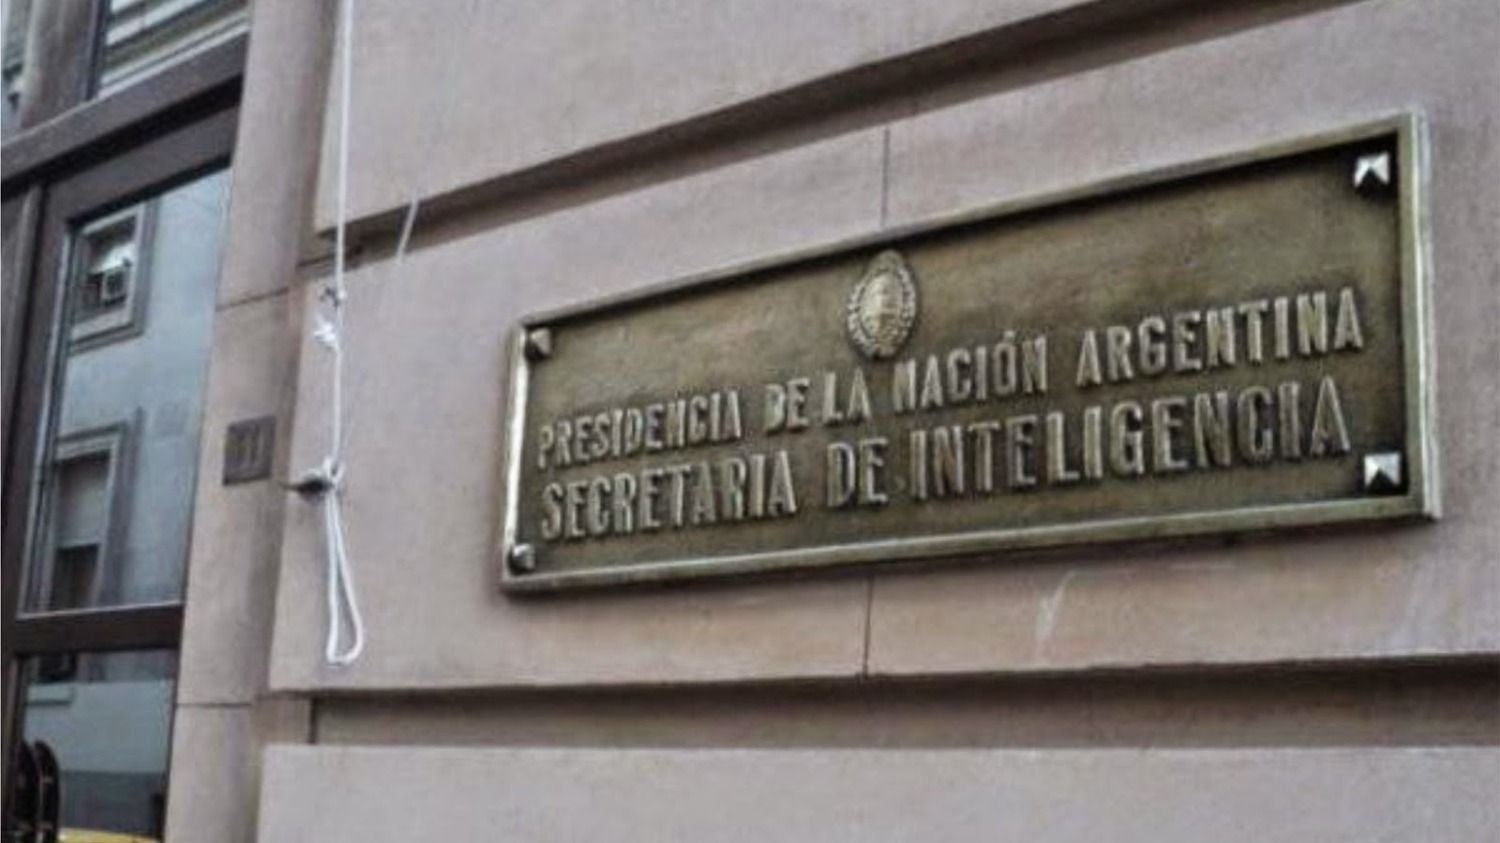 PRESIDENCIA DE LA NACIÓN ARGENTINA
SECRETARIA DE INTELIGENCIA